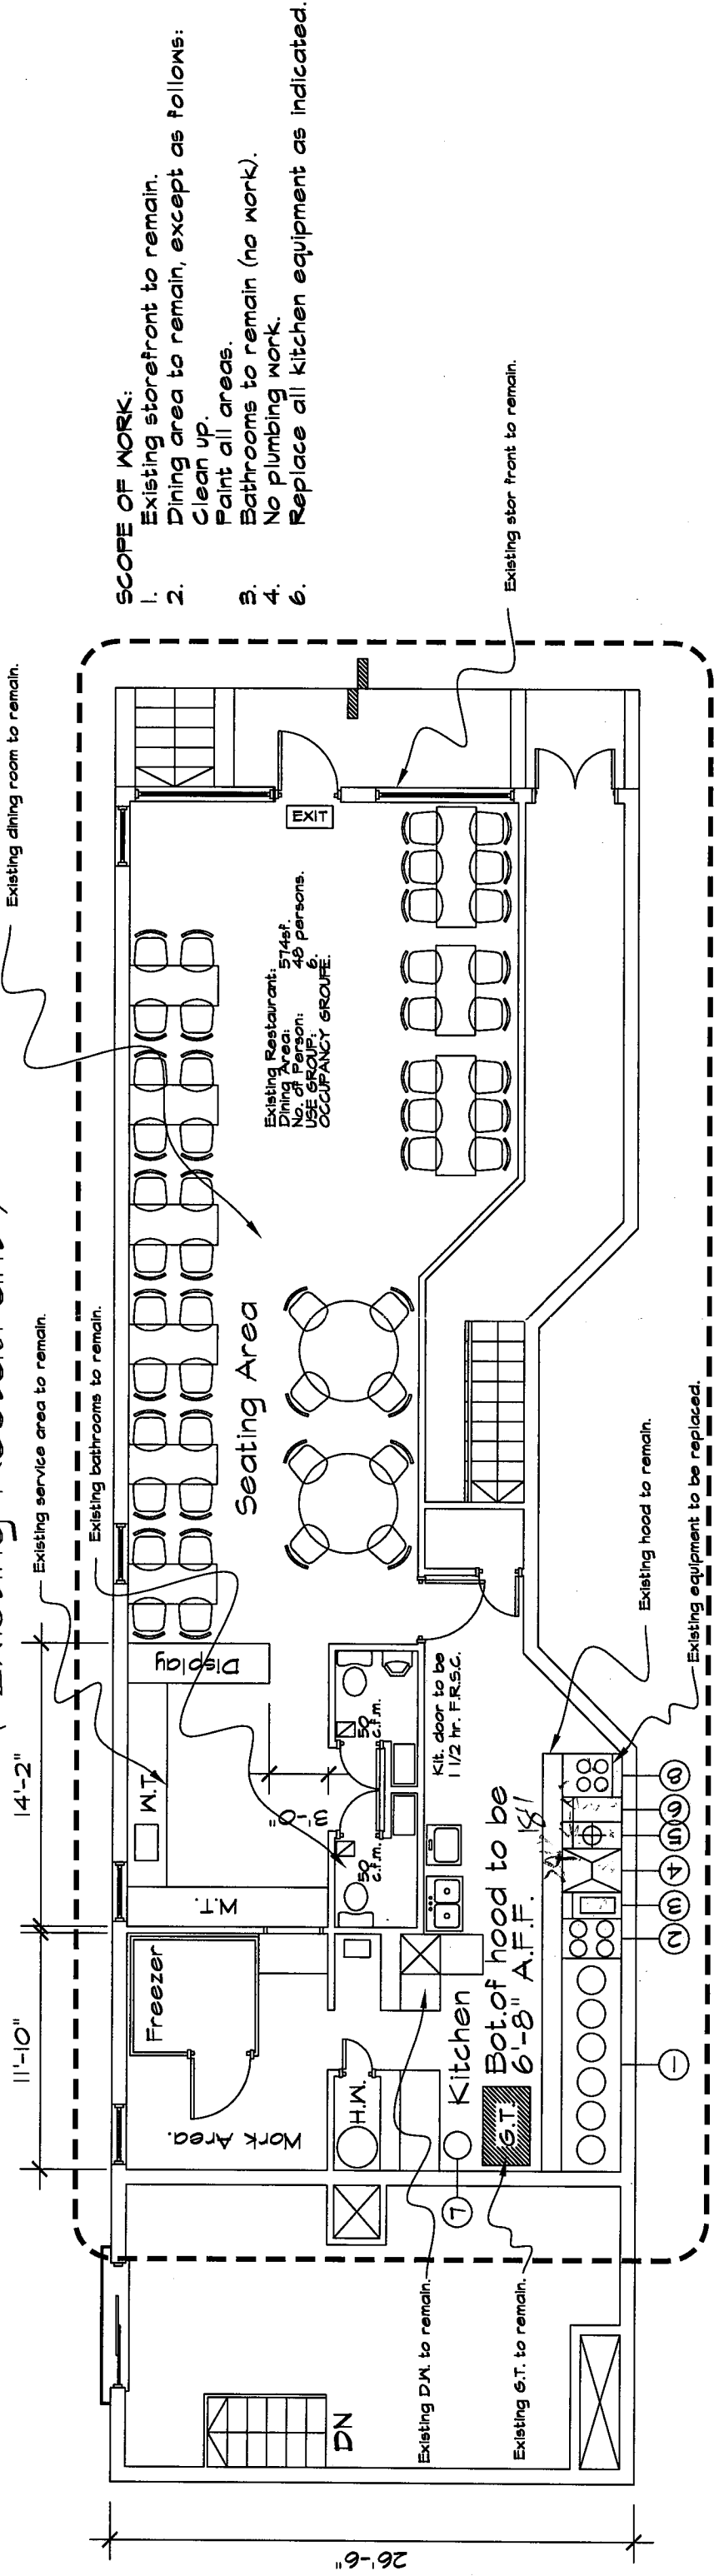 SCOPE OF WORK:
1. Existing storefront to remain.
2. Dining area to remain, except as follows:
Clean up.
Paint all areas.
3. Bathrooms to remain (no work).
4. No plumbing work.
6. Replace all kitchen equipment as indicated.
Existing dining room to remain.
Existing service area to remain.
Existing bathrooms to remain.
14'-2"
11'-10"
26'-6"
Existing stor front to remain.
EXIT
Existing Restaurant:
Dining Area: 574sf.
No. of Person: 48 persons.
USE GROUP: 6.
OCCUPANCY GROUPE:
Seating Area
Display
W.T.
W.T.
3'-0"
50
c.f.m.
50
c.f.m.
Freezer
Work Area.
H.W.
Kit. door to be
1 1/2 hr. F.R.S.C.
Kitchen
Bot.of hood to be
6'-8" A.F.F.
18'
G.T.
Existing hood to remain.
Existing equipment to be replaced.
1
2
3
4
5
6
8
7
Existing D.W. to remain.
Existing G.T. to remain.
DN